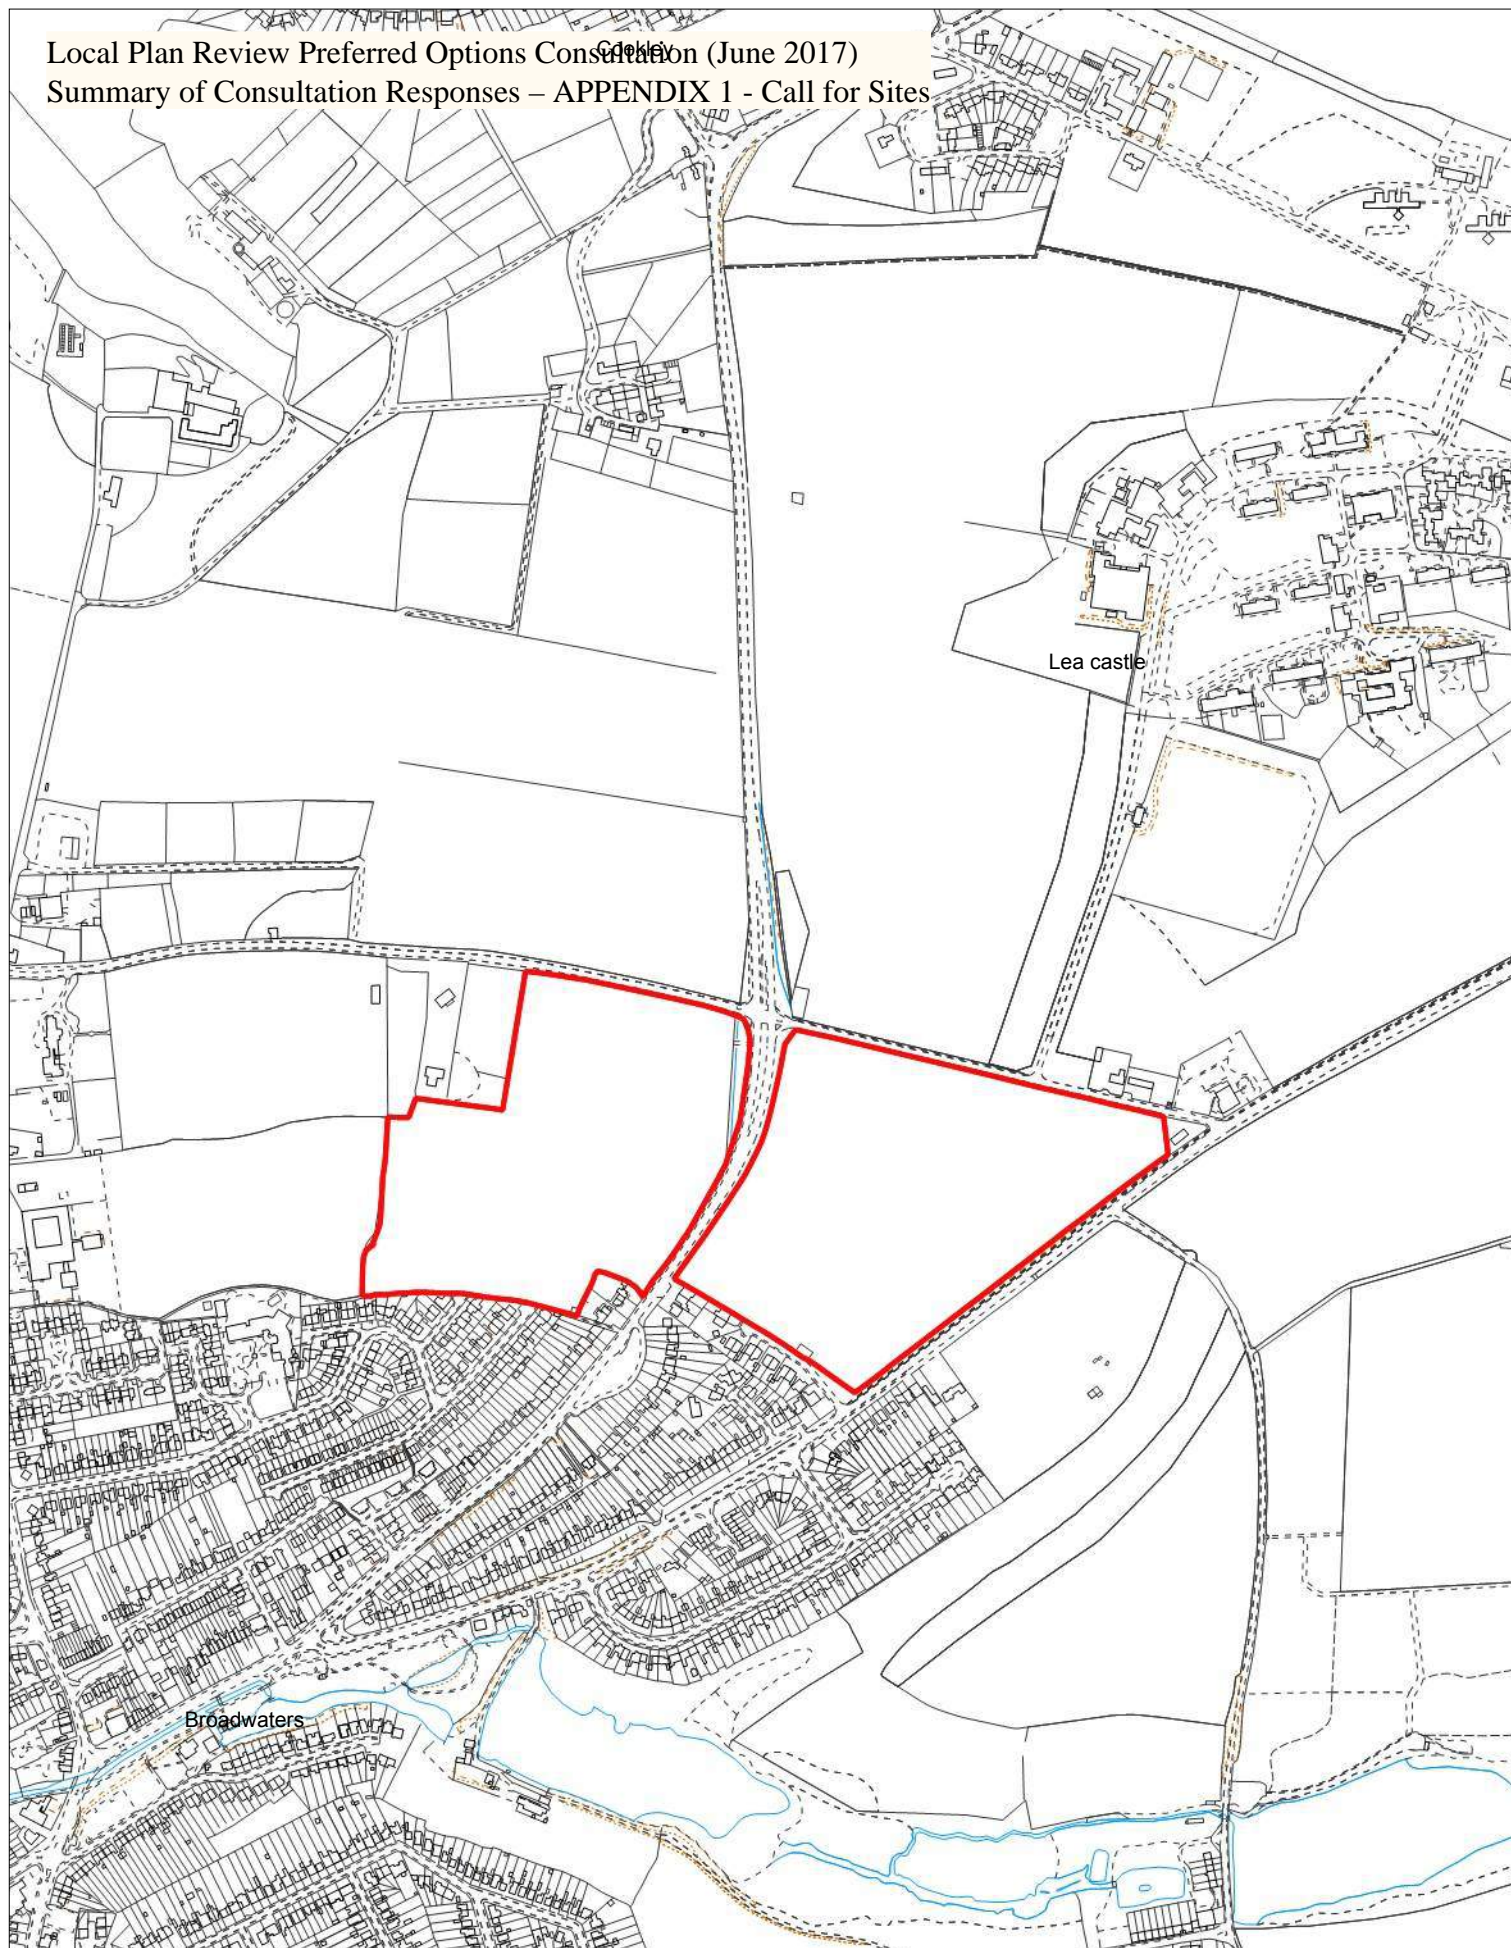 Local Plan Review Preferred Options Consultation (June 2017)
Cookley
Summary of Consultation Responses – APPENDIX 1 - Call for Sites
Lea castle
Broadwaters